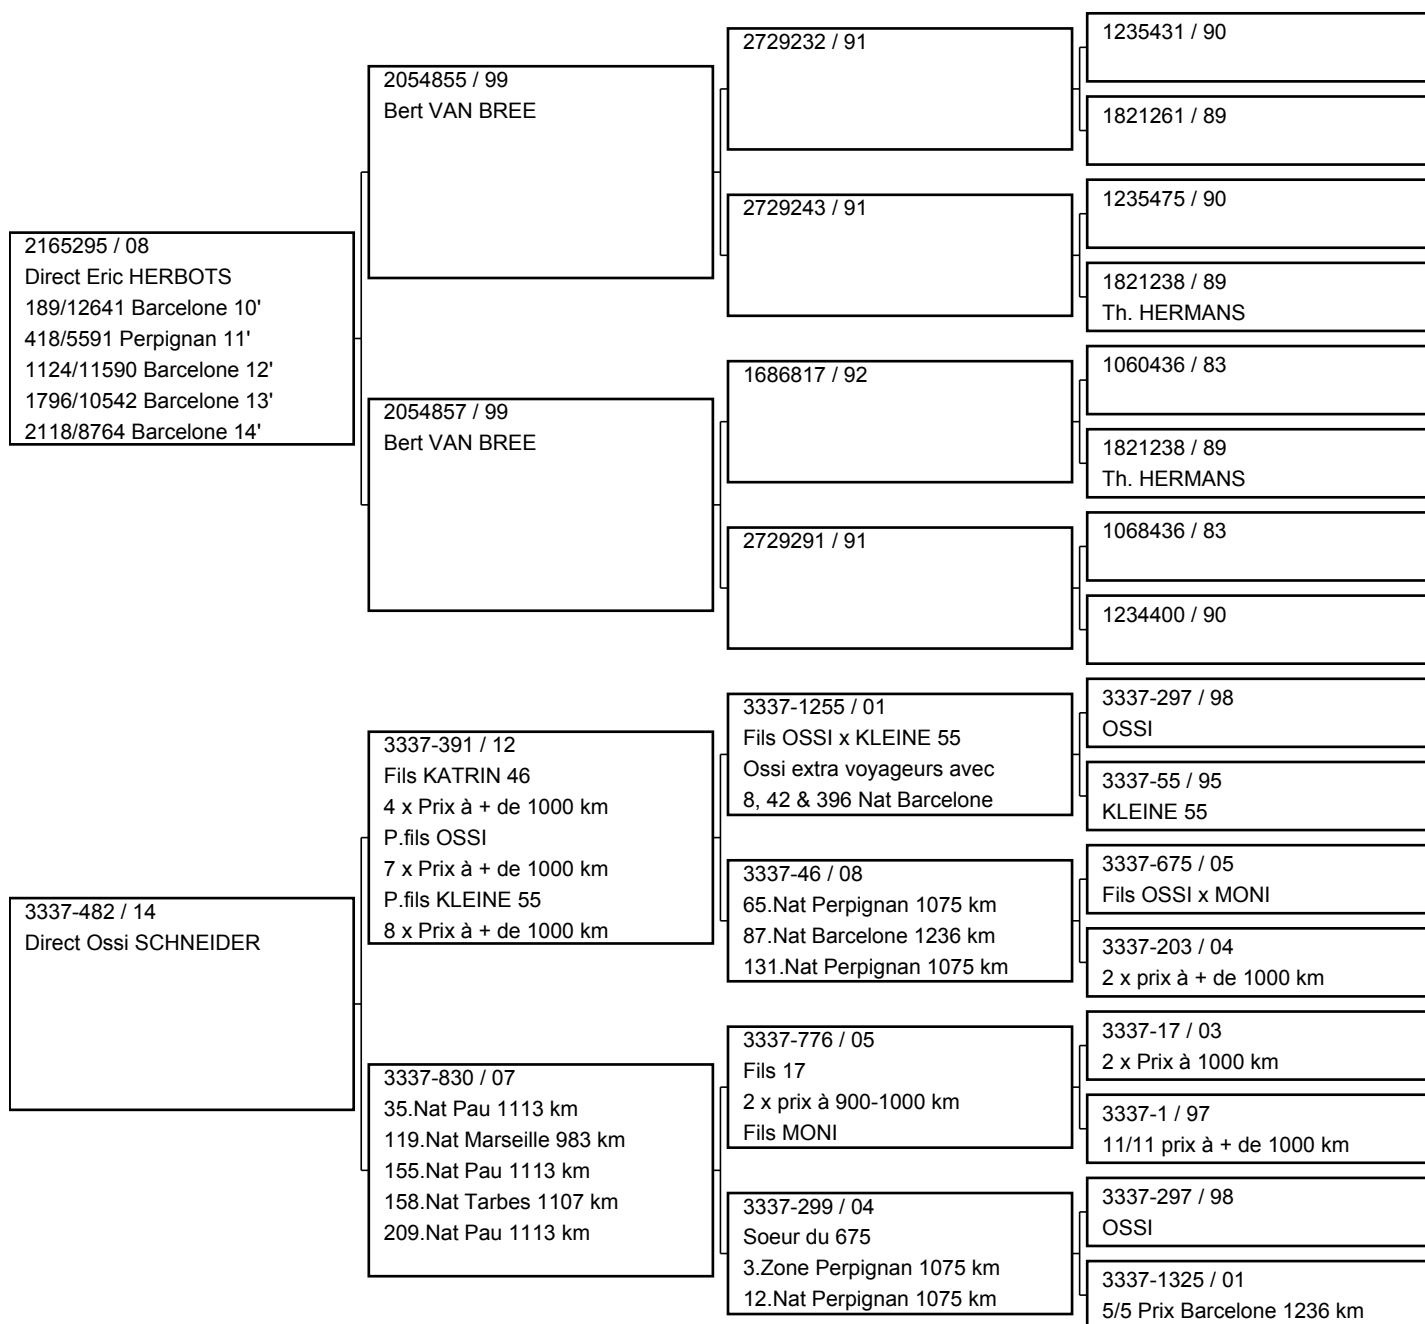 2165295 / 08
Direct Eric HERBOTS
189/12641 Barcelone 10'
418/5591 Perpignan 11'
1124/11590 Barcelone 12'
1796/10542 Barcelone 13'
2118/8764 Barcelone 14'
3337-482 / 14
Direct Ossi SCHNEIDER
2054855 / 99
Bert VAN BREE
2054857 / 99
Bert VAN BREE
3337-391 / 12
Fils KATRIN 46
4 x Prix à + de 1000 km
P.fils OSSI
7 x Prix à + de 1000 km
P.fils KLEINE 55
8 x Prix à + de 1000 km
3337-830 / 07
35.Nat Pau 1113 km
119.Nat Marseille 983 km
155.Nat Pau 1113 km
158.Nat Tarbes 1107 km
209.Nat Pau 1113 km
2729232 / 91
2729243 / 91
1686817 / 92
2729291 / 91
3337-1255 / 01
Fils OSSI x KLEINE 55
Ossi extra voyageurs avec
8, 42 & 396 Nat Barcelone
3337-46 / 08
65.Nat Perpignan 1075 km
87.Nat Barcelone 1236 km
131.Nat Perpignan 1075 km
3337-776 / 05
Fils 17
2 x prix à 900-1000 km
Fils MONI
3337-299 / 04
Soeur du 675
3.Zone Perpignan 1075 km
12.Nat Perpignan 1075 km
1235431 / 90
1821261 / 89
1235475 / 90
1821238 / 89
Th. HERMANS
1060436 / 83
1821238 / 89
Th. HERMANS
1068436 / 83
1234400 / 90
3337-297 / 98
OSSI
3337-55 / 95
KLEINE 55
3337-675 / 05
Fils OSSI x MONI
3337-203 / 04
2 x prix à + de 1000 km
3337-17 / 03
2 x Prix à 1000 km
3337-1 / 97
11/11 prix à + de 1000 km
3337-297 / 98
OSSI
3337-1325 / 01
5/5 Prix Barcelone 1236 km